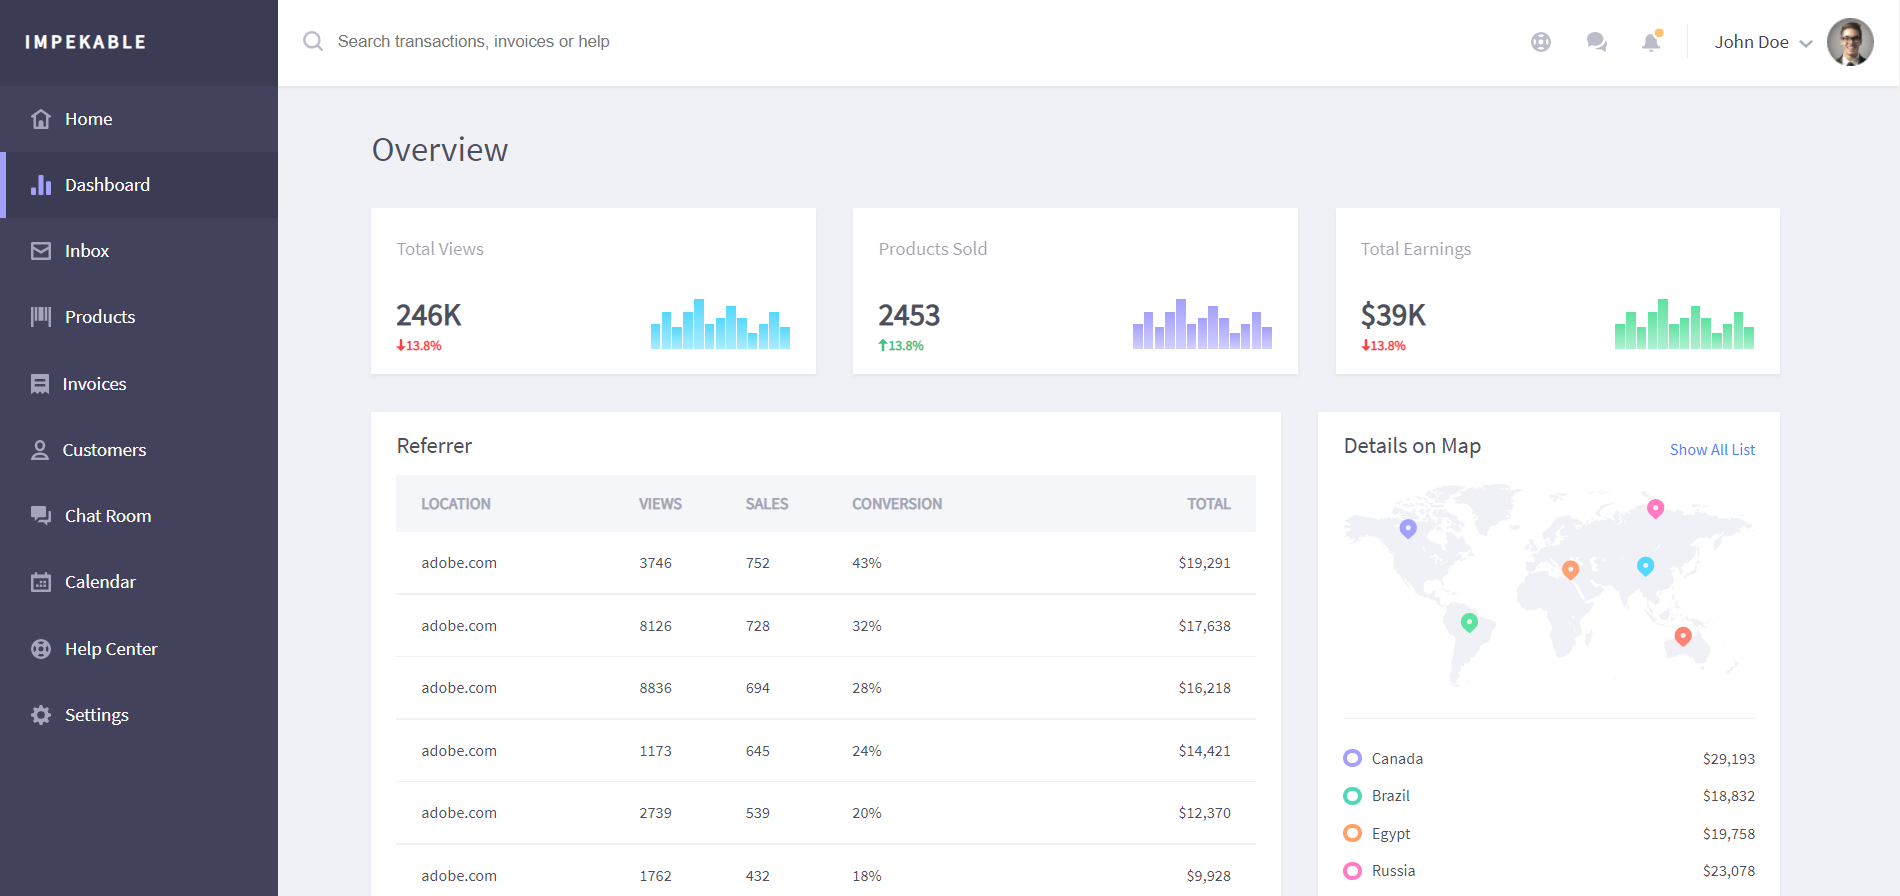 IMPEKABLE
Search transactions, invoices or help
John Doe
Home
Dashboard
Inbox
Products
Invoices
Customers
Chat Room
Calendar
Help Center
Settings
Overview
Total Views
246K
13.8%
Products Sold
2453
13.8%
Total Earnings
$39K
13.8%
Referrer
LOCATION VIEWS SALES CONVERSION TOTAL
adobe.com 3746 752 43% $19,291
adobe.com 8126 728 32% $17,638
adobe.com 8836 694 28% $16,218
adobe.com 1173 645 24% $14,421
adobe.com 2739 539 20% $12,370
adobe.com 1762 432 18% $9,928
Details on Map
Show All List
Canada $29,193
Brazil $18,832
Egypt $19,758
Russia $23,078